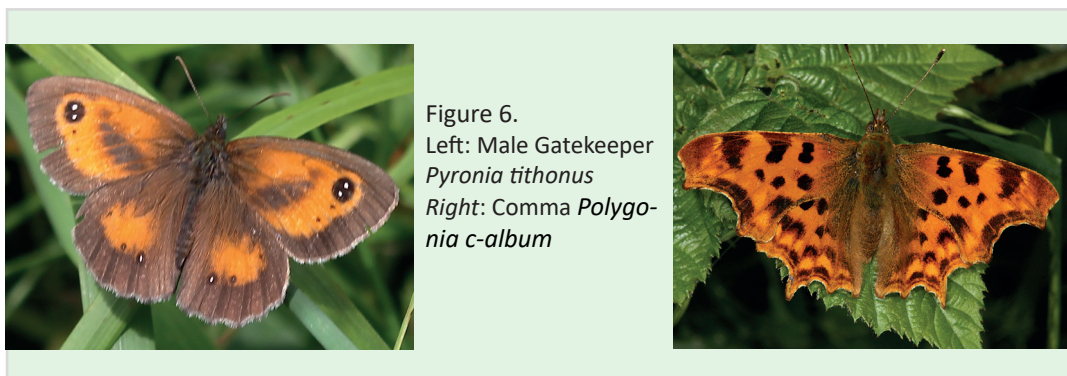 Figure 6.
Left: Male Gatekeeper
Pyronia tithonus
Right: Comma Polygo-
nia c-album